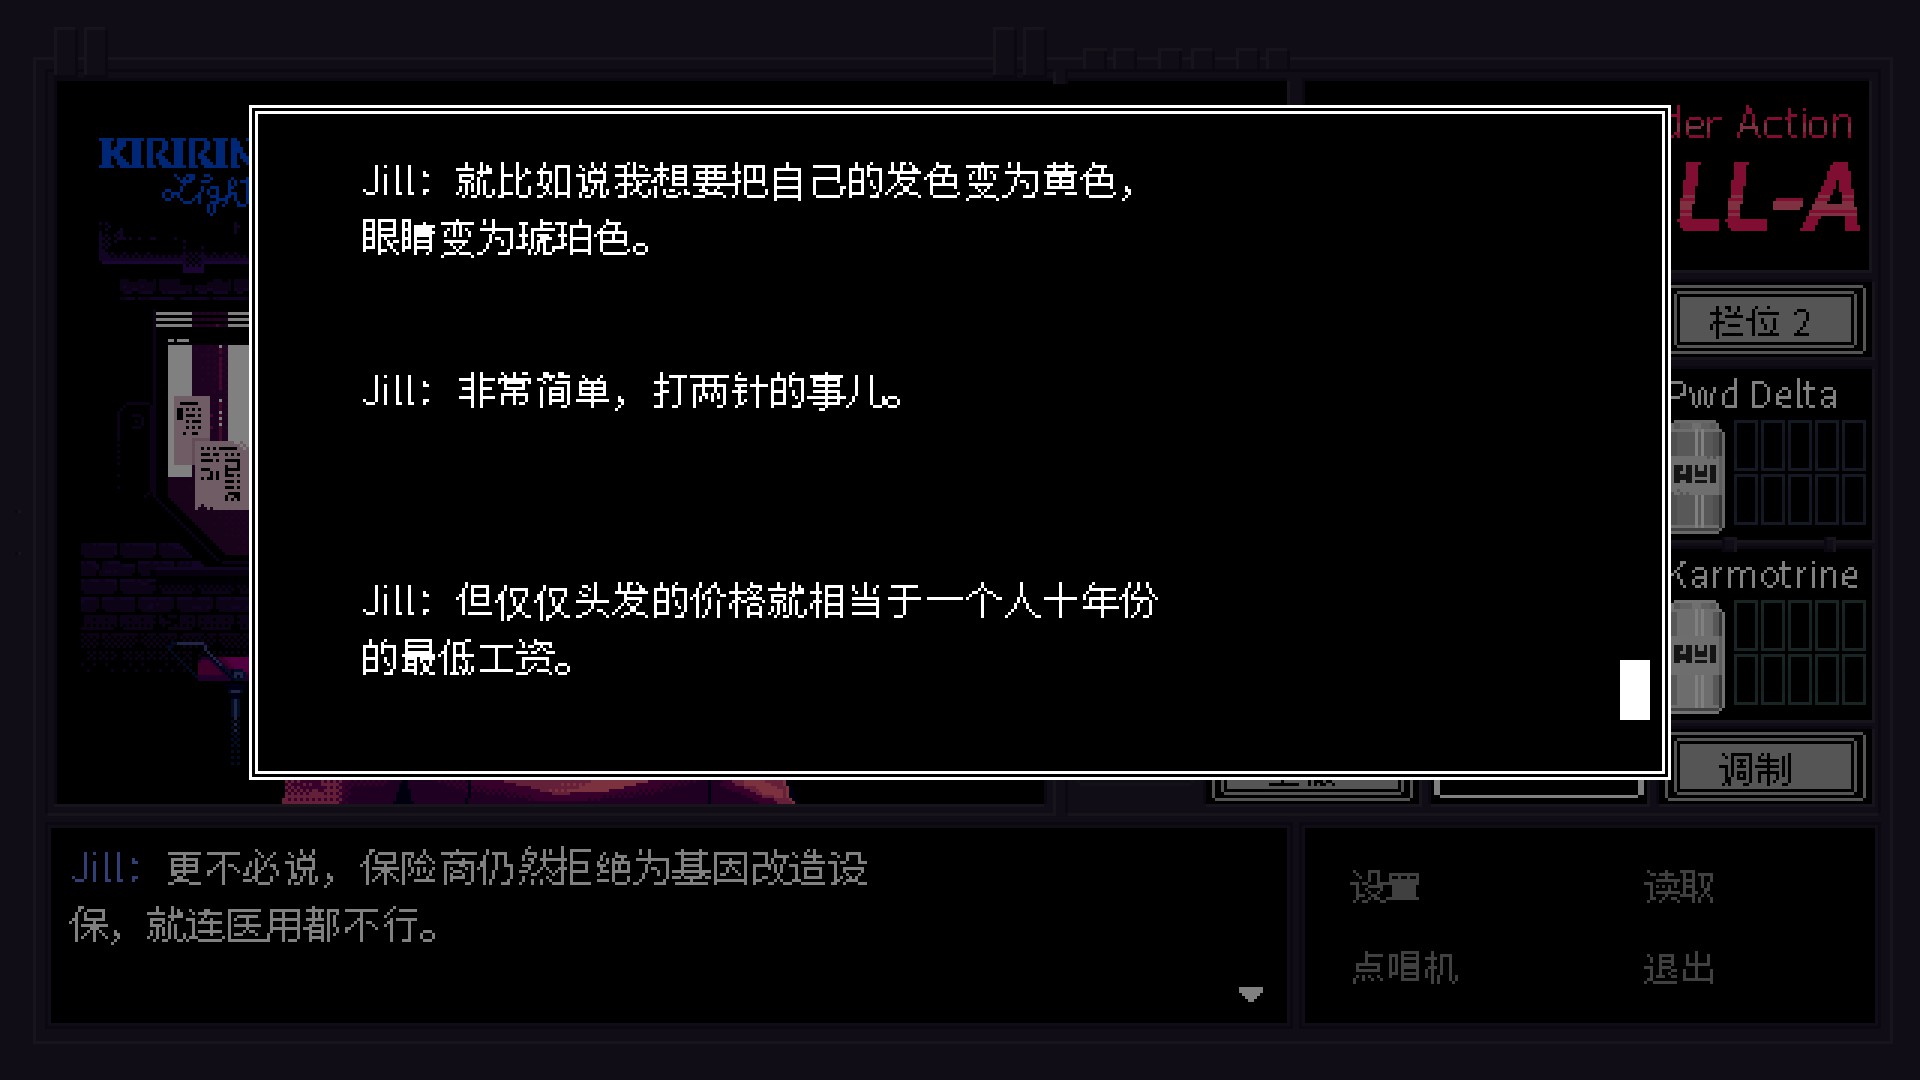 KIRIRIN
Light
der Action
LL-A
Jill: 就比如说我想要把自己的发色变为黄色,
眼睛变为琥珀色。
Jill: 非常简单, 打两针的事儿。
Jill: 但仅仅头发的价格就相当于一个人十年份
的最低工资。
栏位 2
Pwd Delta
Karmotrine
调制
Jill: 更不必说, 保险商仍然拒绝为基因改造设
保, 就连医用都不行。
设置
读取
点唱机
退出